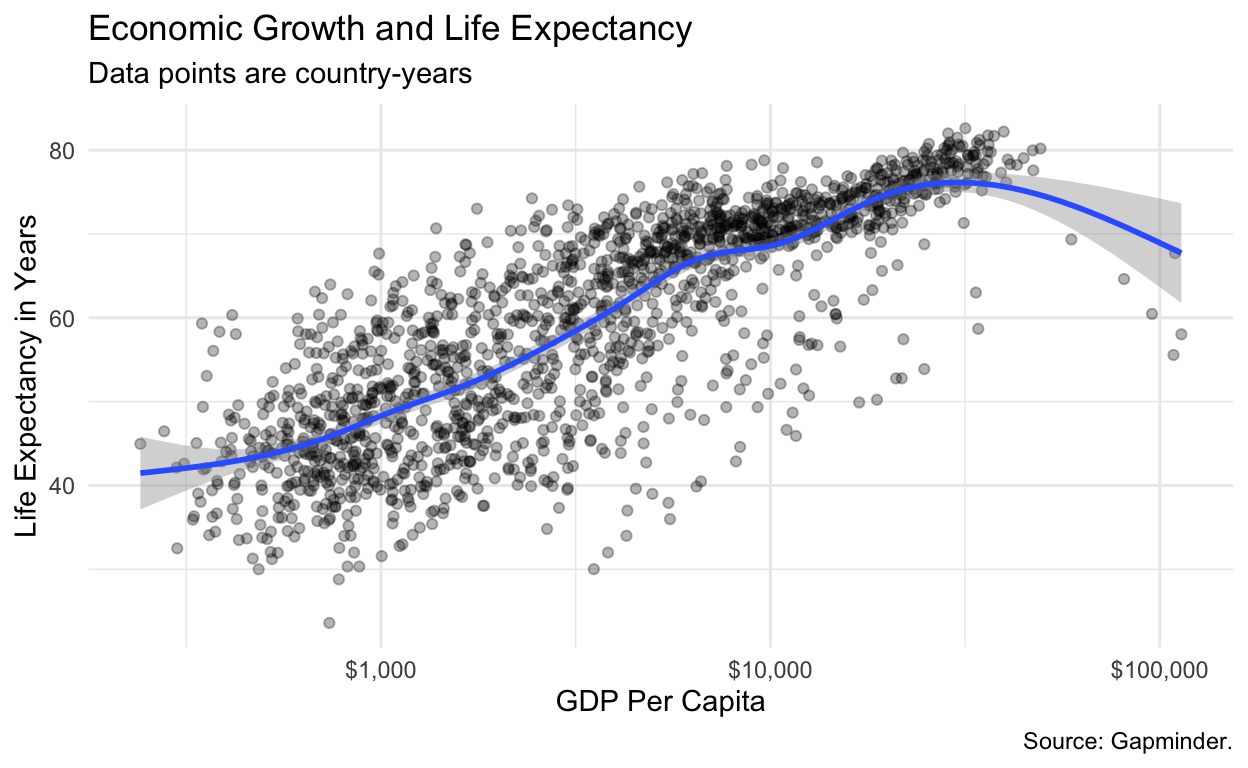 Economic Growth and Life Expectancy
Data points are country-years
Life Expectancy in Years
80
60
40
$1,000
$10,000
$100,000
GDP Per Capita
Source: Gapminder.